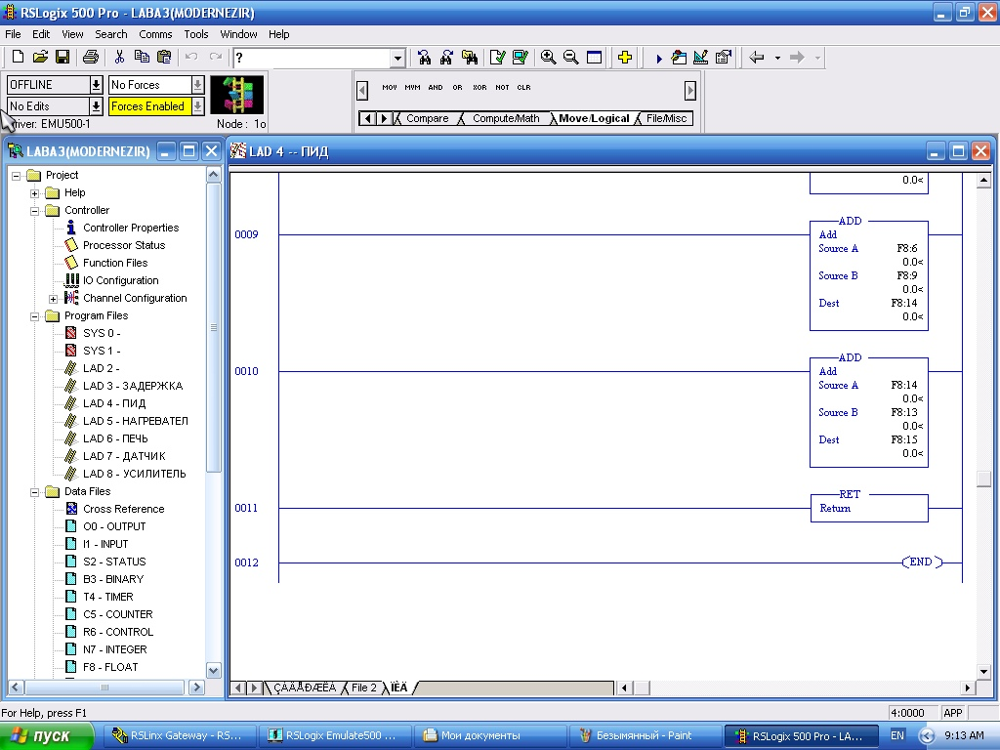 RSLogix 500 Pro - LABA3(MODERNEZIR)
File Edit View Search Comms Tools Window Help
?
OFFLINE No Forces
No Edits Forces Enabled
iver: EMU500-1 Node : 1o
MOV MVM AND OR XOR NOT CLR
Compare Compute/Math Move/Logical File/Misc
LABA3(MODERNEZIR)
Project
Help
Controller
Controller Properties
Processor Status
Function Files
IO Configuration
Channel Configuration
Program Files
SYS 0 -
SYS 1 -
LAD 2 -
LAD 3 - ЗАДЕРЖКА
LAD 4 - ПИД
LAD 5 - НАГРЕВАТЕЛ
LAD 6 - ПЕЧЬ
LAD 7 - ДАТЧИК
LAD 8 - УСИЛИТЕЛЬ
Data Files
Cross Reference
O0 - OUTPUT
I1 - INPUT
S2 - STATUS
B3 - BINARY
T4 - TIMER
C5 - COUNTER
R6 - CONTROL
N7 - INTEGER
F8 - FLOAT
LAD 4 -- ПИД
0.0<
0009
ADD
Add
Source A F8:6
0.0<
Source B F8:9
0.0<
Dest F8:14
0.0<
0010
ADD
Add
Source A F8:14
0.0<
Source B F8:13
0.0<
Dest F8:15
0.0<
0011
RET
Return
0012
END
ÇÀÄÅÐÆÊÀ File 2 ÏÈÄ
For Help, press F1
4:0000 APP
пуск
RSLinx Gateway - RS...
RSLogix Emulate500 ...
Мои документы
Безымянный - Paint
RSLogix 500 Pro - LA...
EN
9:13 AM